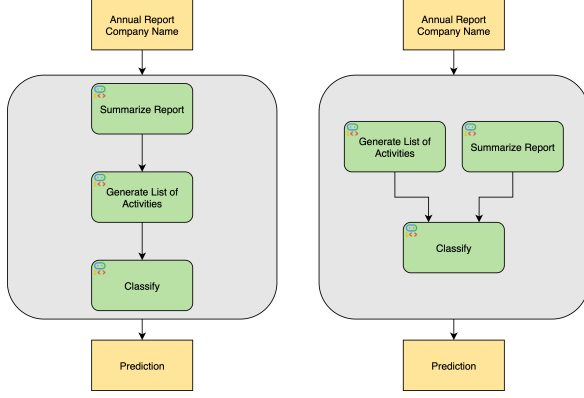 Annual Report
Company Name
Summarize Report
Generate List of
Activities
Classify
Prediction
Annual Report
Company Name
Generate List of
Activities
Summarize Report
Classify
Prediction